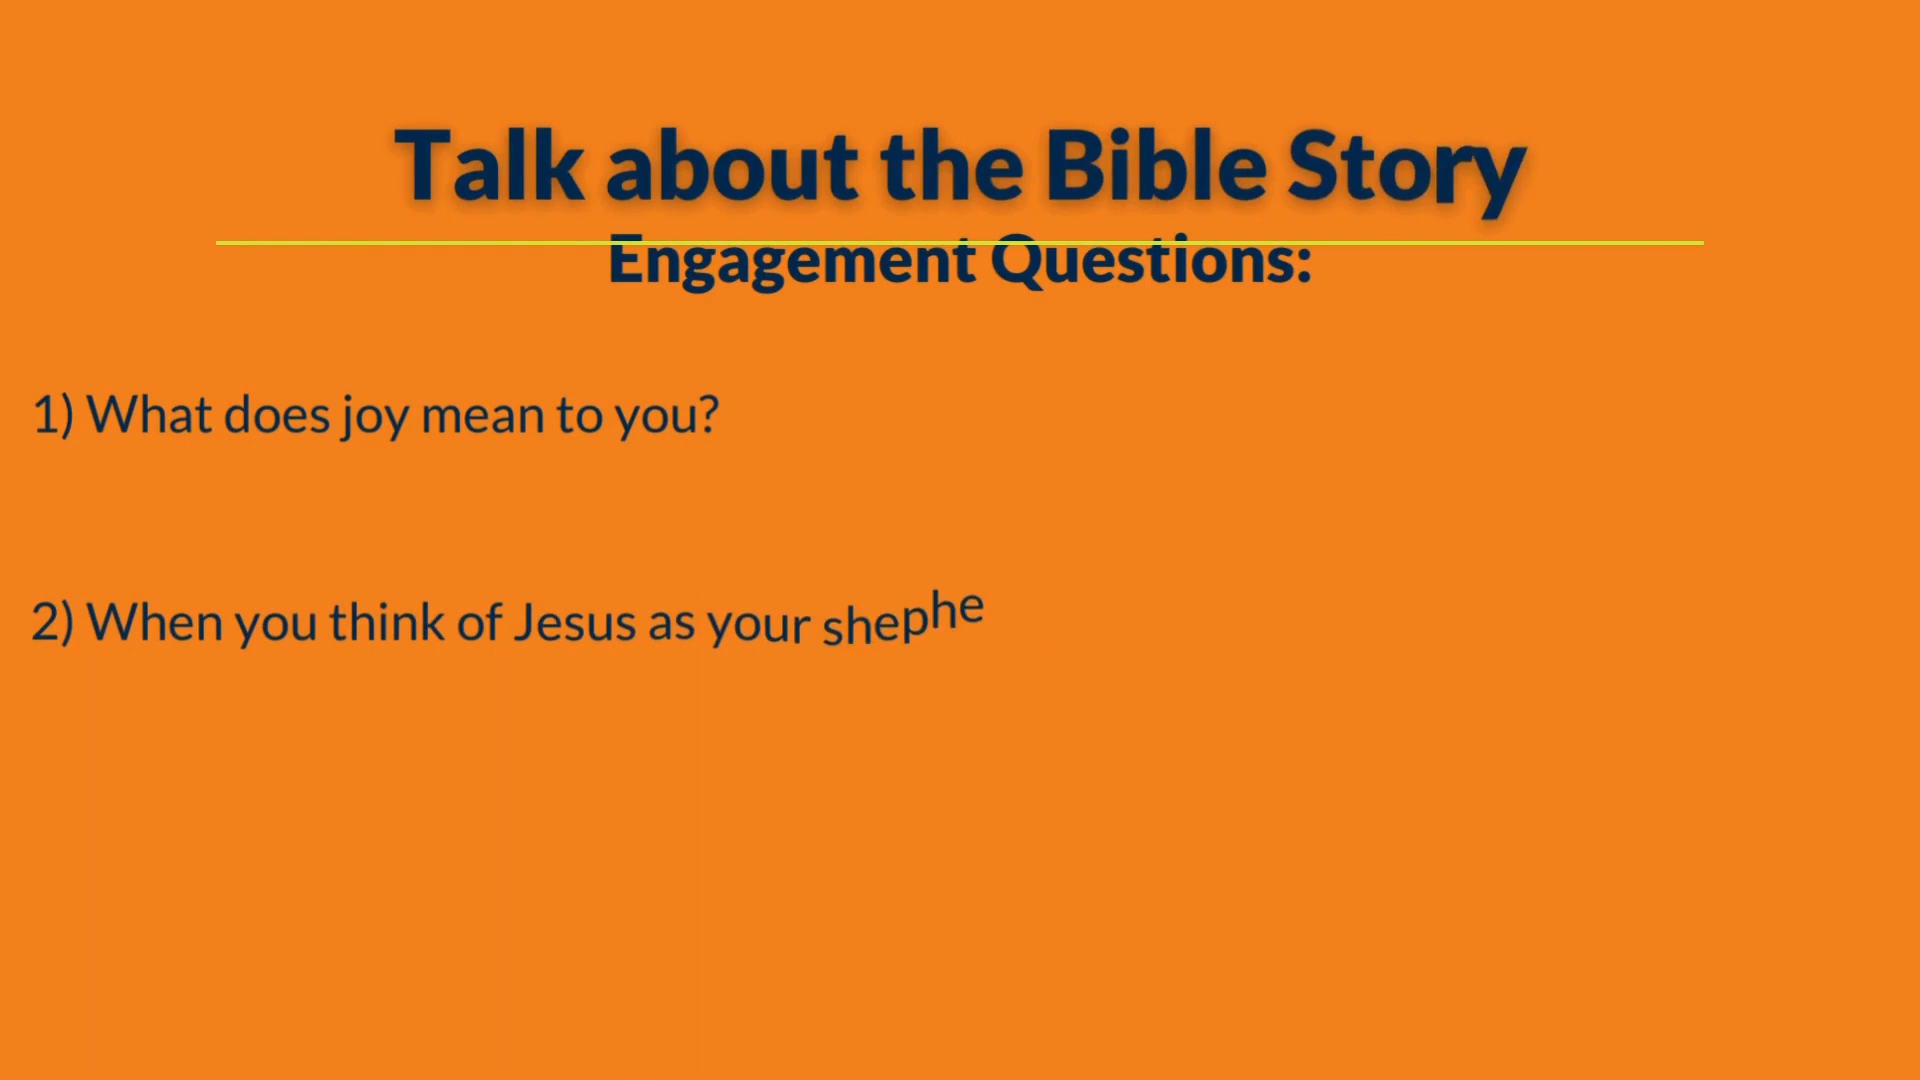 Talk about the Bible Story
Engagement Questions:
1) What does joy mean to you?
2) When you think of Jesus as your shephe